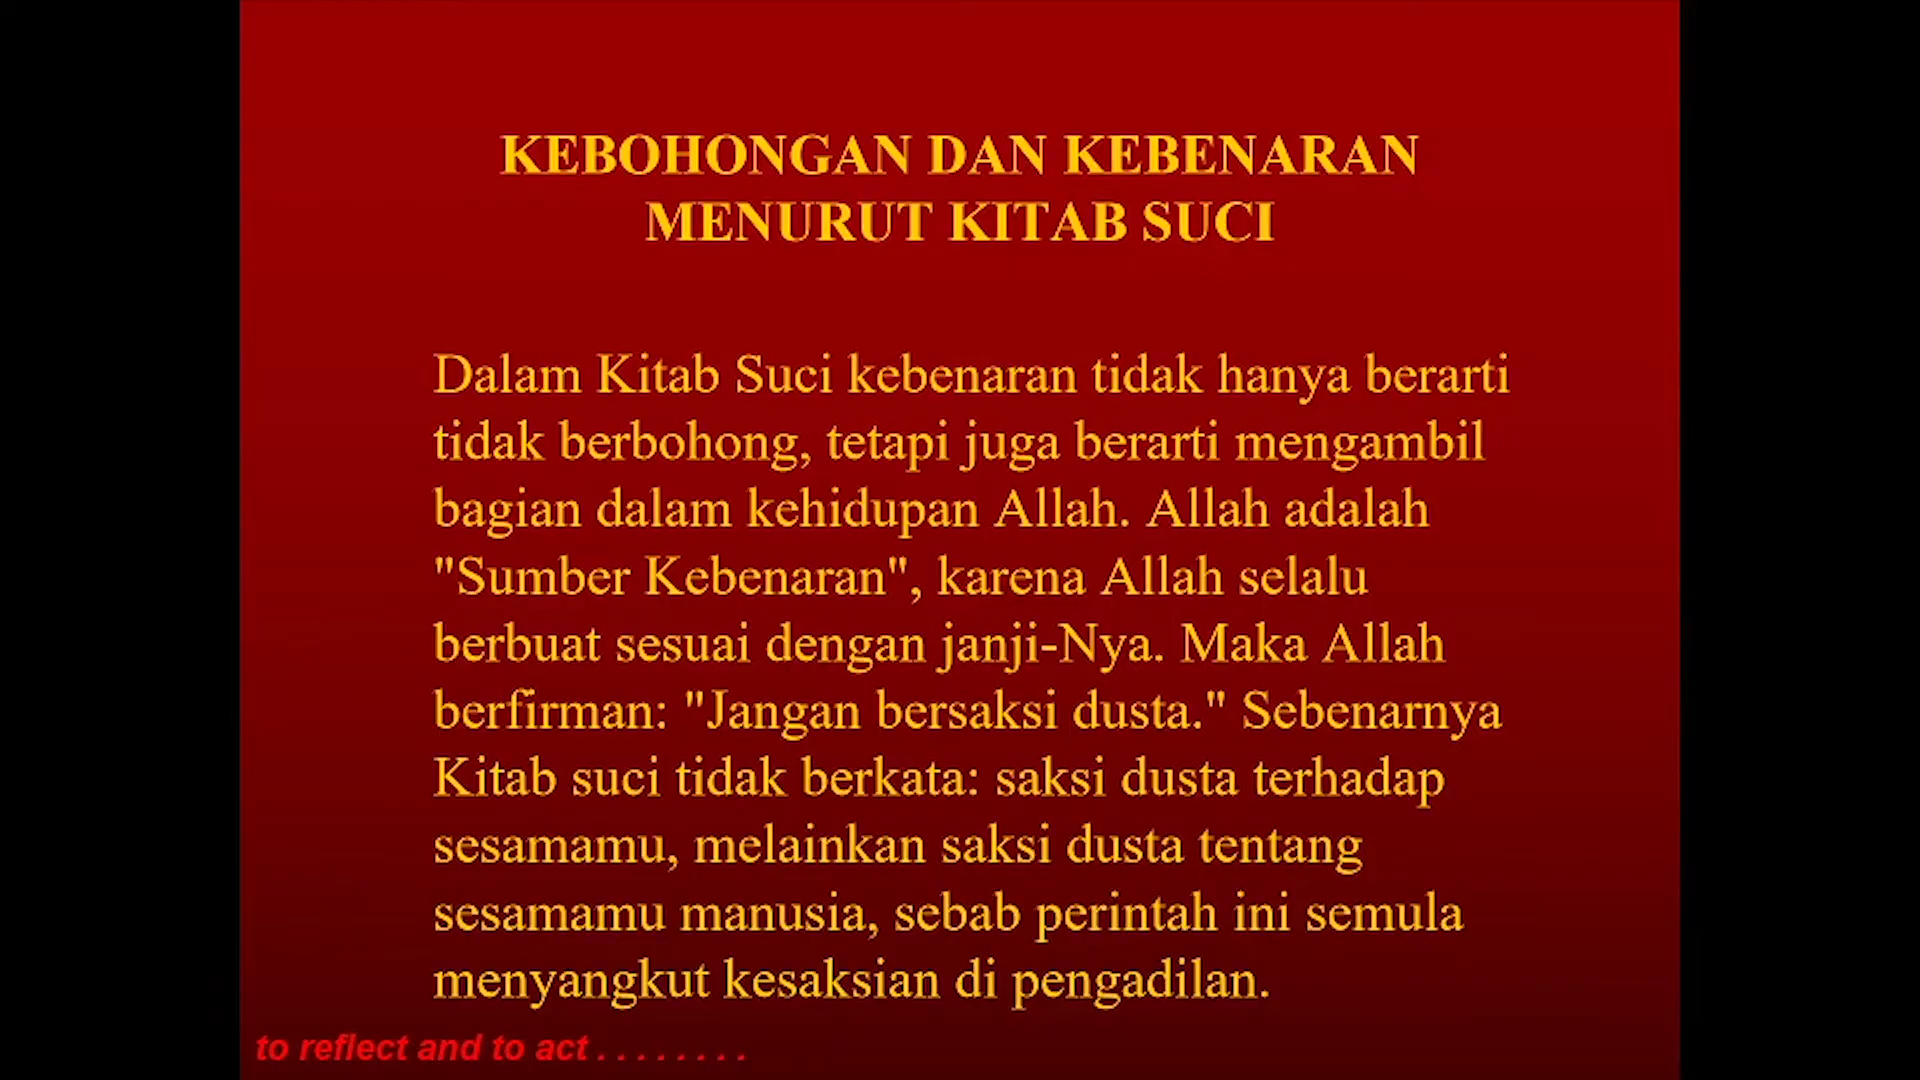 KEBOHONGAN DAN KEBENARAN
MENURUT KITAB SUCI
Dalam Kitab Suci kebenaran tidak hanya berarti
tidak berbohong, tetapi juga berarti mengambil
bagian dalam kehidupan Allah. Allah adalah
"Sumber Kebenaran", karena Allah selalu
berbuat sesuai dengan janji-Nya. Maka Allah
berfirman: "Jangan bersaksi dusta." Sebenarnya
Kitab suci tidak berkata: saksi dusta terhadap
sesamamu, melainkan saksi dusta tentang
sesamamu manusia, sebab perintah ini semula
menyangkut kesaksian di pengadilan.
to reflect and to act . . . . . . . .